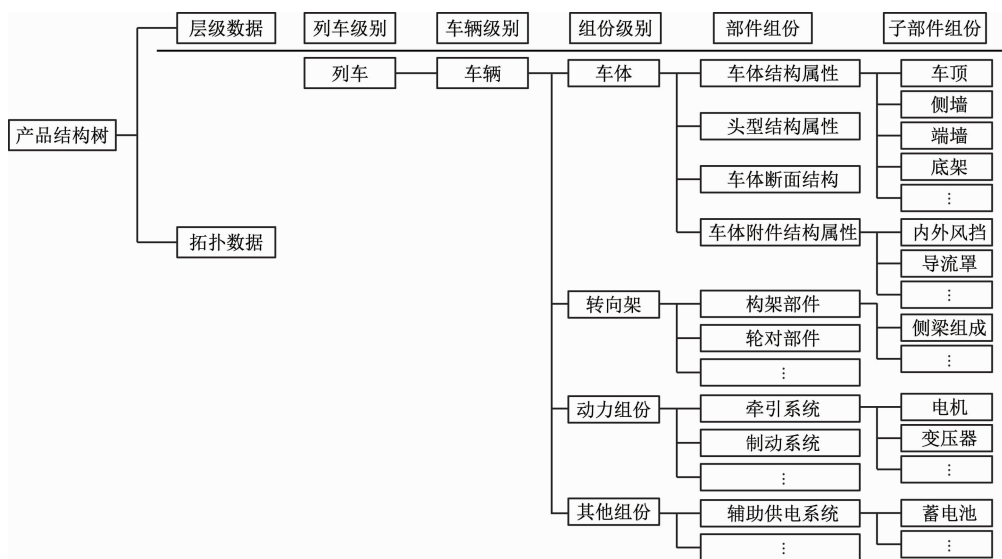 层级数据 列车级别 车辆级别 组份级别 部件组份 子部件组份
列车 车辆 车体 车体结构属性 车顶
侧墙
头型结构属性
产品结构树 端墙
底架
车体断面结构
⋮
拓扑数据 车体附件结构属性 内外风挡
导流罩
⋮
转向架 构架部件
侧梁组成
轮对部件
⋮ ⋮
动力组份 牵引系统 电机
制动系统 变压器
⋮ ⋮
其他组份 辅助供电系统 蓄电池
⋮ ⋮